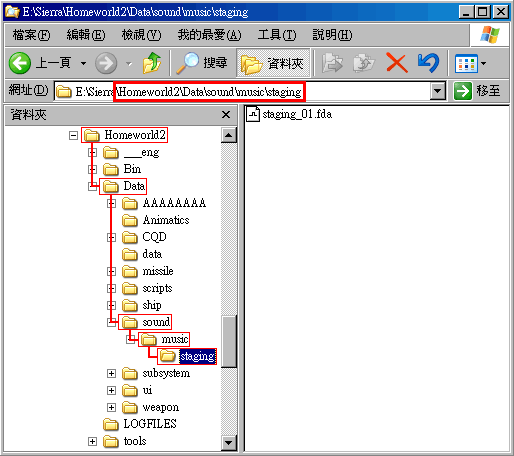 E:\Sierra\Homeworld2\Data\sound\music\staging
檔案(F) 編輯(E) 檢視(V) 我的最愛(A) 工具(T) 說明(H)
上一頁 搜尋 資料夾
網址(D) E:\Sierra\Homeworld2\Data\sound\music\staging 移至
資料夾
staging_01.fda
Homeworld2
___eng
Bin
Data
AAAAAAAA
Animatics
CQD
data
missile
scripts
ship
sound
music
staging
subsystem
ui
weapon
LOGFILES
tools